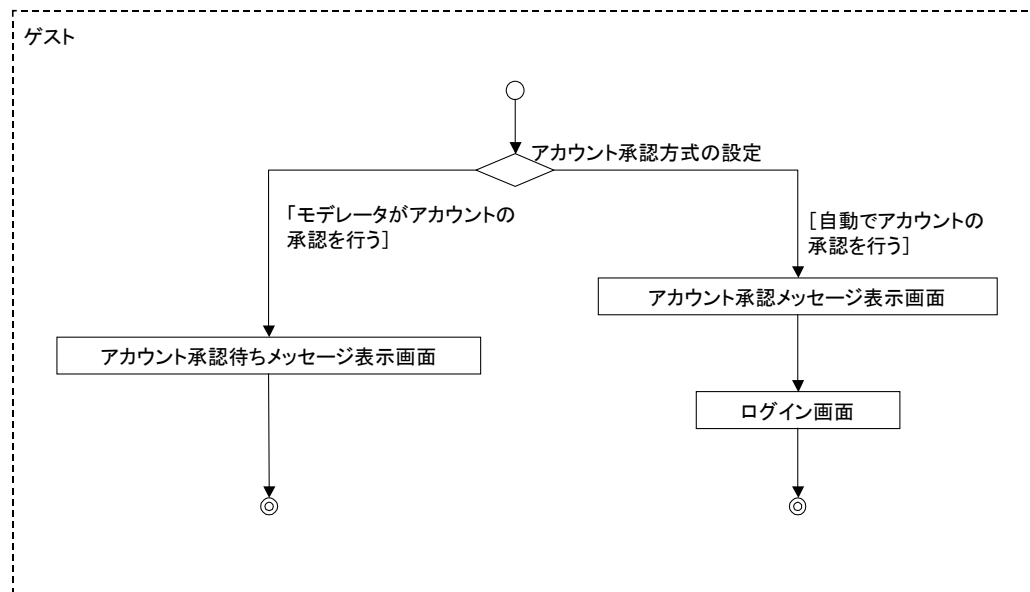 ゲスト
アカウント承認方式の設定
「モデレータがアカウントの
承認を行う］
［自動でアカウントの
承認を行う］
アカウント承認メッセージ表示画面
アカウント承認待ちメッセージ表示画面
ログイン画面